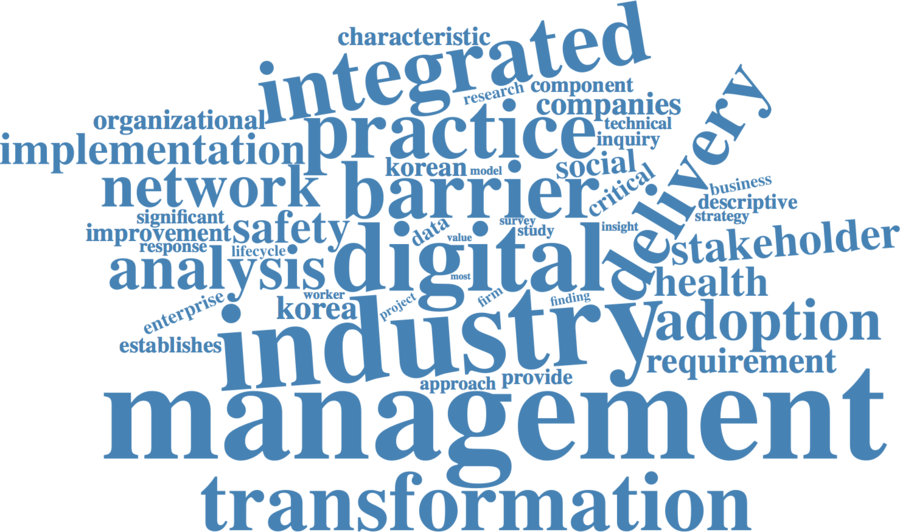 characteristic
integrated
research
component
companies
organizational
practice
technical
inquiry
implementation
korean
model
social
network
barrier
critical
delivery
business
descriptive
strategy
significant
improvement
safety
response
lifecycle
data
value
survey
study
insight
stakeholder
analysis
digital
most
health
enterprise
worker
korea
project
firm
finding
industry
adoption
establishes
requirement
approach
provide
management
transformation